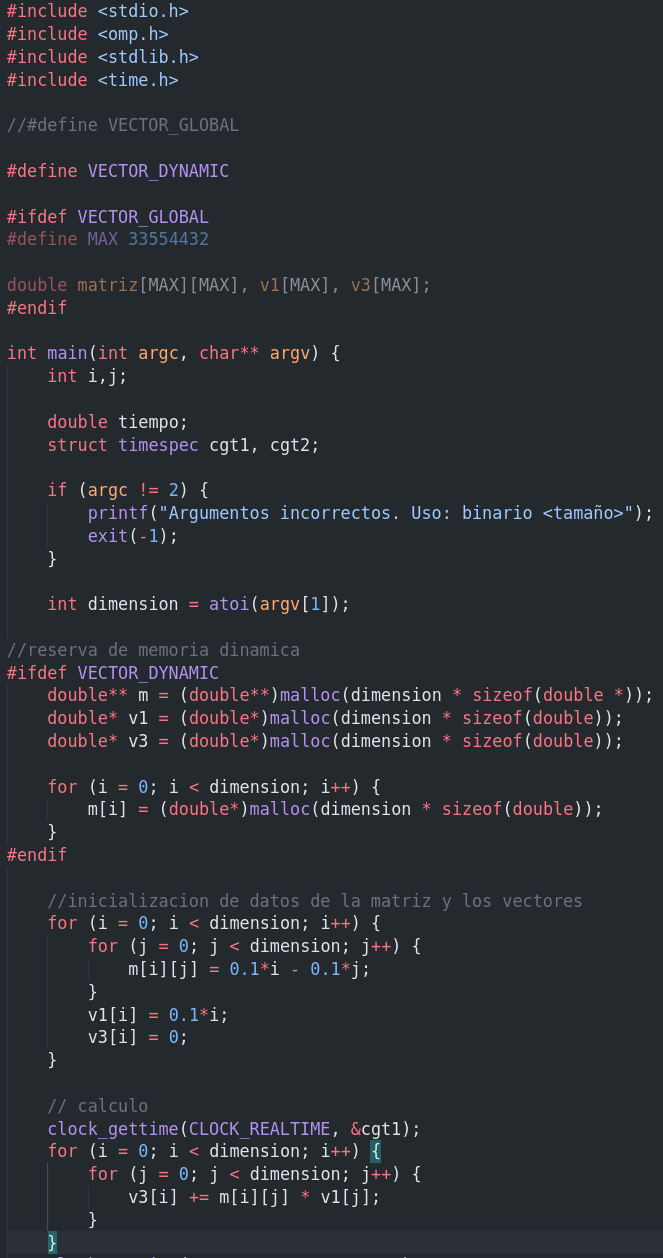 #include <stdio.h>
#include <omp.h>
#include <stdlib.h>
#include <time.h>
//#define VECTOR_GLOBAL
#define VECTOR_DYNAMIC
#ifdef VECTOR_GLOBAL
#define MAX 33554432
double matriz[MAX][MAX], v1[MAX], v3[MAX];
#endif
int main(int argc, char** argv) {
    int i,j;
    double tiempo;
    struct timespec cgt1, cgt2;
    if (argc != 2) {
        printf("Argumentos incorrectos. Uso: binario <tamaño>");
        exit(-1);
    }
    int dimension = atoi(argv[1]);
//reserva de memoria dinamica
#ifdef VECTOR_DYNAMIC
    double** m = (double**)malloc(dimension * sizeof(double *));
    double* v1 = (double*)malloc(dimension * sizeof(double));
    double* v3 = (double*)malloc(dimension * sizeof(double));
    for (i = 0; i < dimension; i++) {
        m[i] = (double*)malloc(dimension * sizeof(double));
    }
#endif
    //inicializacion de datos de la matriz y los vectores
    for (i = 0; i < dimension; i++) {
        for (j = 0; j < dimension; j++) {
            m[i][j] = 0.1*i - 0.1*j;
        }
        v1[i] = 0.1*i;
        v3[i] = 0;
    }
    // calculo
    clock_gettime(CLOCK_REALTIME, &cgt1);
    for (i = 0; i < dimension; i++) {
        for (j = 0; j < dimension; j++) {
            v3[i] += m[i][j] * v1[j];
        }
    }